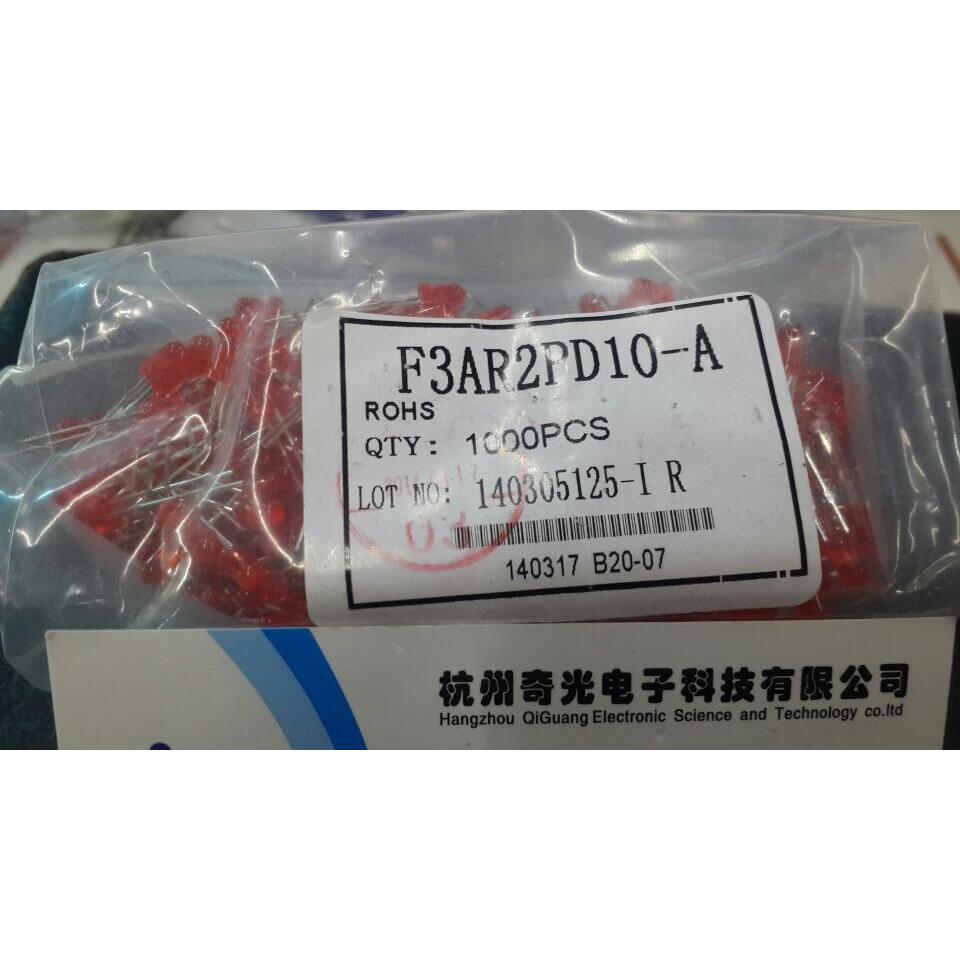 F3AR2PD10-A
ROHS
QTY: 1000PCS
LOT NO: 140305125-I R
03
140317 B20-07
杭州奇光电子科技有限公司
Hangzhou QiGuang Electronic Science and Technology co.ltd